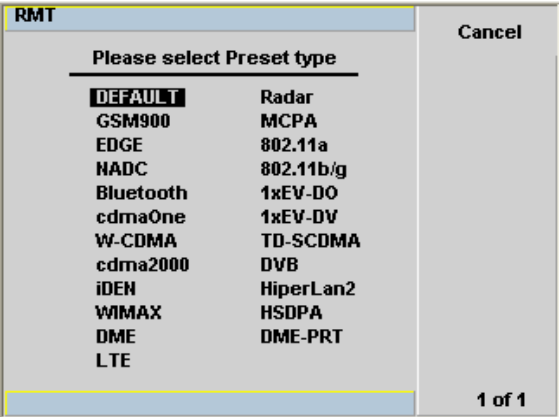 RMT
Cancel
Please select Preset type
DEFAULT Radar
GSM900 MCPA
EDGE 802.11a
NADC 802.11b/g
Bluetooth 1xEV-DO
cdmaOne 1xEV-DV
W-CDMA TD-SCDMA
cdma2000 DVB
iDEN HiperLan2
WIMAX HSDPA
DME DME-PRT
LTE
1 of 1